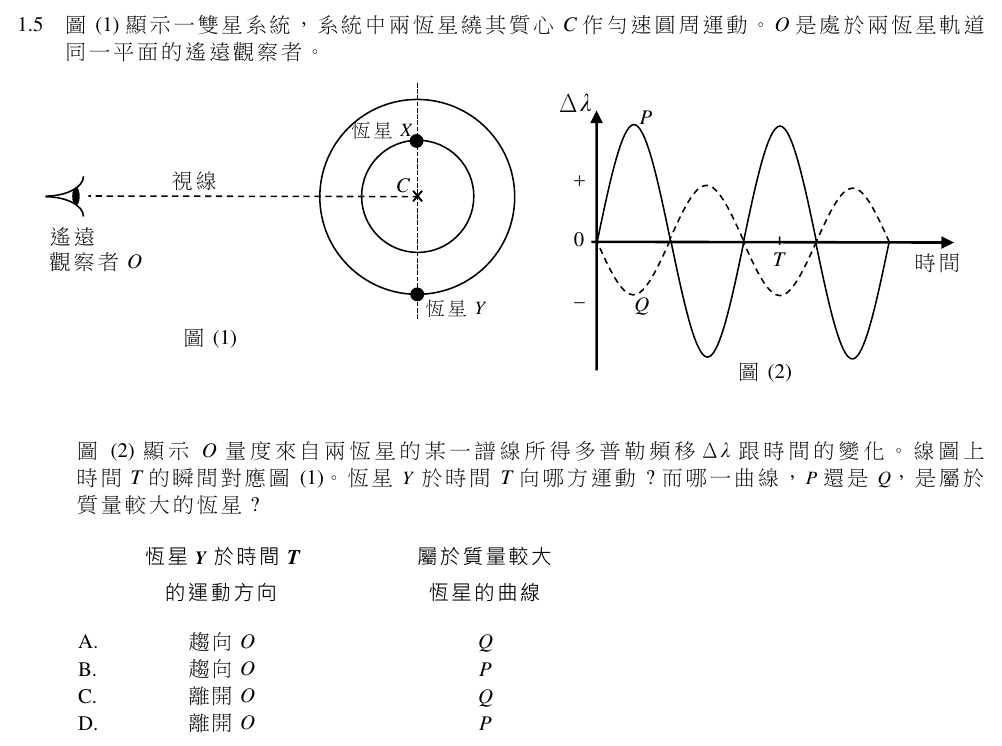 1.5 圖 (1) 顯示一雙星系統，系統中兩恆星繞其質心 C 作勻速圓周運動。O 是處於兩恆星軌道
同一平面的遙遠觀察者。
恆星 X
C
視線
遙遠
觀察者 O
恆星 Y
圖 (1)
Δλ
P
+
0
T
時間
−
Q
圖 (2)
圖 (2) 顯示 O 量度來自兩恆星的某一譜線所得多普勒頻移 Δλ 跟時間的變化。線圖上
時間 T 的瞬間對應圖 (1)。恆星 Y 於時間 T 向哪方運動？而哪一曲線，P 還是 Q，是屬於
質量較大的恆星？
恆星 Y 於時間 T 屬於質量較大
的運動方向 恆星的曲線
A. 趨向 O Q
B. 趨向 O P
C. 離開 O Q
D. 離開 O P